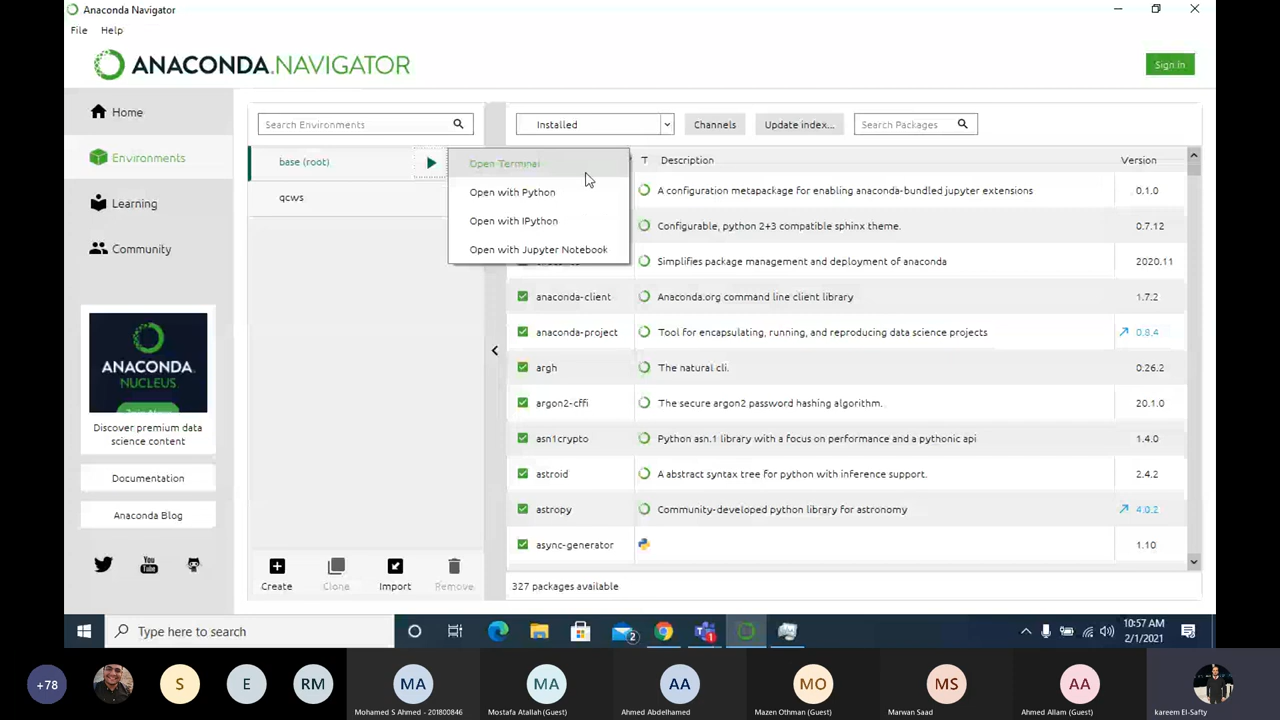 Anaconda Navigator
File Help
ANACONDA.NAVIGATOR
Sign in
Home
Environments
Learning
Community
ANACONDA
NUCLEUS
Join Now
Discover premium data
science content
Documentation
Anaconda Blog
Search Environments
base (root)
qcws
Open Terminal
Open with Python
Open with IPython
Open with Jupyter Notebook
Create
Clone
Import
Remove
Installed
Channels
Update index...
Search Packages
T Description Version
A configuration metapackage for enabling anaconda-bundled jupyter extensions 0.1.0
Configurable, python 2+3 compatible sphinx theme. 0.7.12
Simplifies package management and deployment of anaconda 2020.11
anaconda-client Anaconda.org command line client library 1.7.2
anaconda-project Tool for encapsulating, running, and reproducing data science projects 0.8.4
argh The natural cli. 0.26.2
argon2-cffi The secure argon2 password hashing algorithm. 20.1.0
asn1crypto Python asn.1 library with a focus on performance and a pythonic api 1.4.0
astroid A abstract syntax tree for python with inference support. 2.4.2
astropy Community-developed python library for astronomy 4.0.2
async-generator 1.10
327 packages available
Type here to search
2
1
10:57 AM
2/1/2021
+78
S
E
RM
MA
Mohamed S Ahmed - 201800846
MA
Mostafa Atallah (Guest)
AA
Ahmed Abdelhamed
MO
Mazen Othman (Guest)
MS
Marwan Saad
AA
Ahmed Allam (Guest)
kareem El-Safty